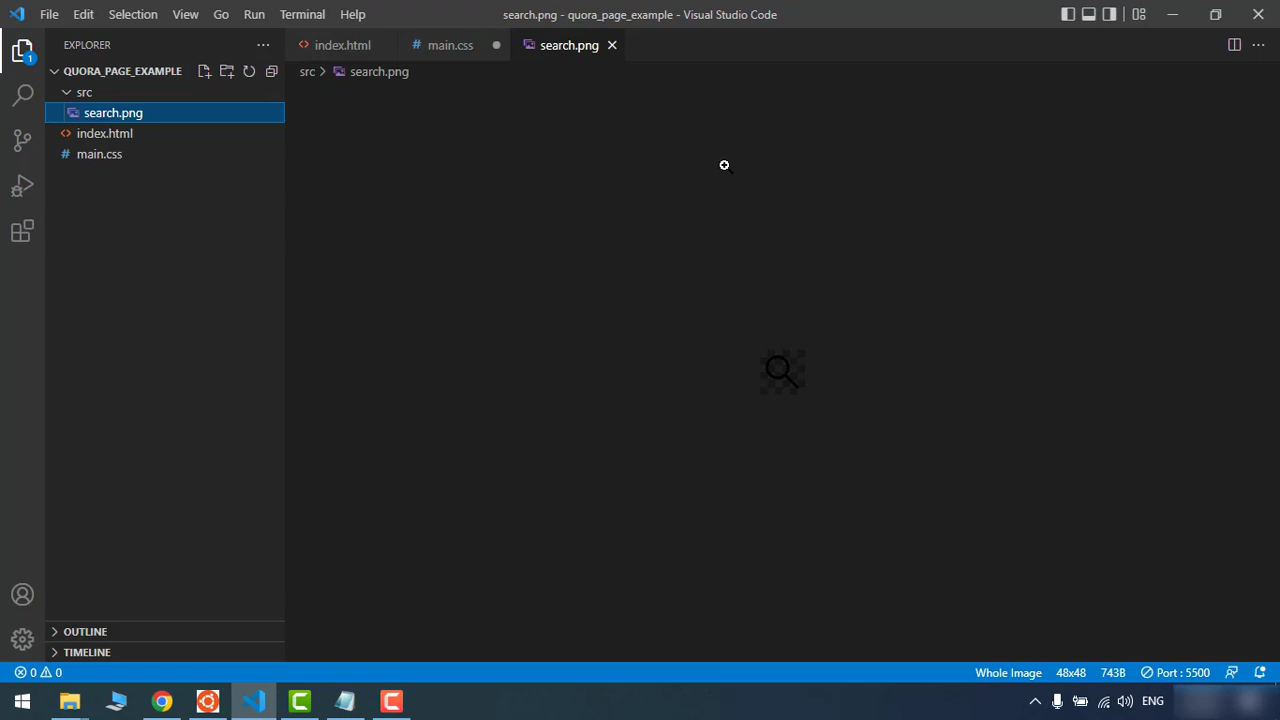 File Edit Selection View Go Run Terminal Help
search.png - quora_page_example - Visual Studio Code
EXPLORER
index.html
main.css
search.png
QUORA_PAGE_EXAMPLE
src
search.png
src
search.png
index.html
main.css
1
OUTLINE
TIMELINE
0 0
Whole Image 48x48 743B Port : 5500
ENG